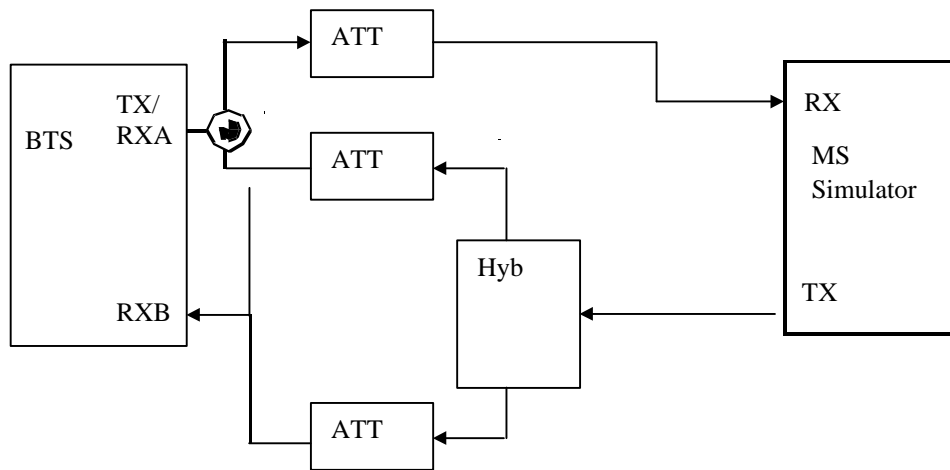 ATT
TX/
RXA
BTS
RXB
ATT
Hyb
ATT
RX
MS
Simulator
TX